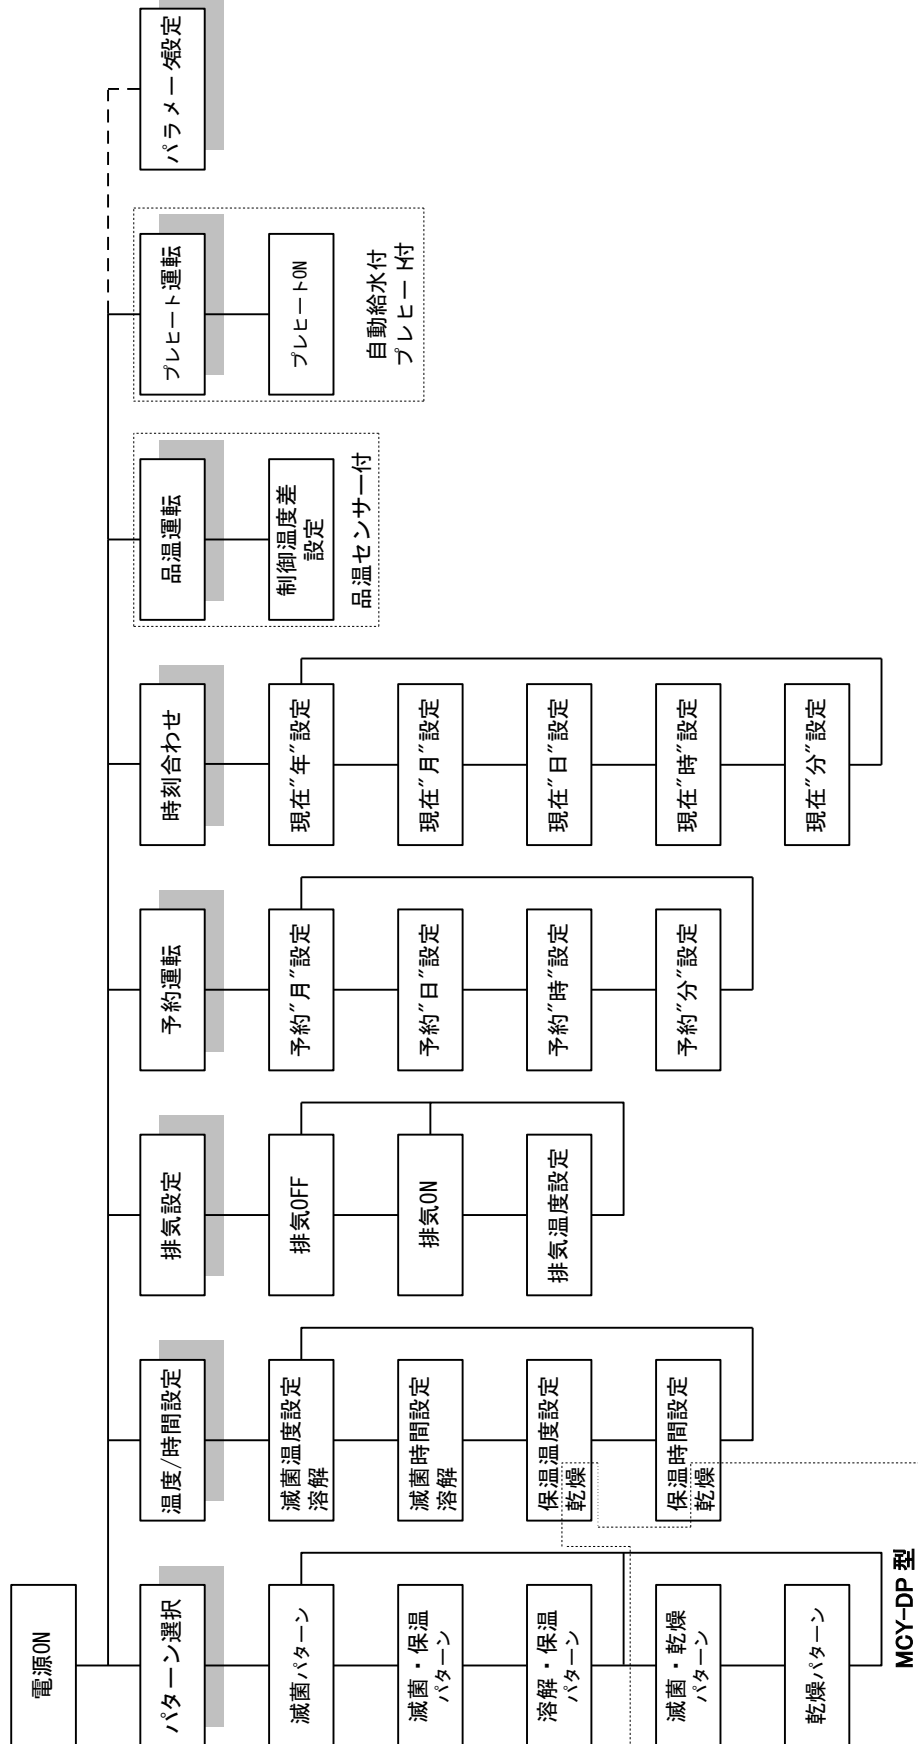 電源ON
パターン選択
滅菌パターン
滅菌・保温
パターン
溶解・保温
パターン
滅菌・乾燥
パターン
乾燥パターン
MCY-DP 型
温度/時間設定
滅菌温度設定
溶解
滅菌時間設定
溶解
保温温度設定
乾燥
保温時間設定
乾燥
排気設定
排気OFF
排気ON
排気温度設定
予約運転
予約″月″設定
予約″日″設定
予約″時″設定
予約″分″設定
時刻合わせ
現在″年″設定
現在″月″設定
現在″日″設定
現在″時″設定
現在″分″設定
品温運転
制御温度差
設定
品温センサー付
プレヒート運転
プレヒートON
自動給水付
プレヒート付
パラメータ設定